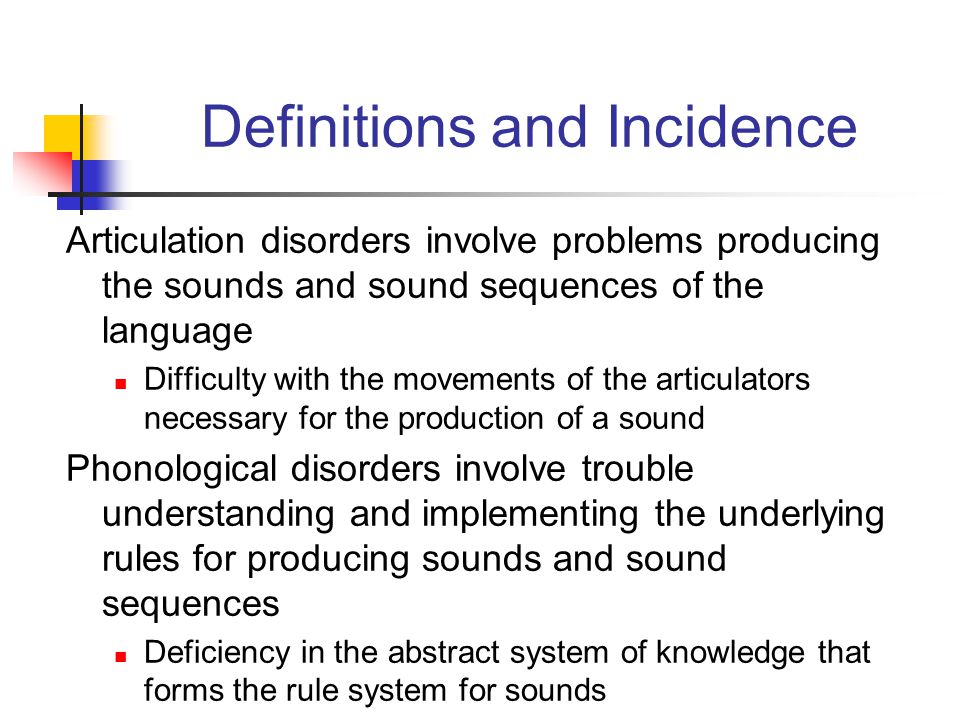 Definitions and Incidence
Articulation disorders involve problems producing
the sounds and sound sequences of the
language
Difficulty with the movements of the articulators
necessary for the production of a sound
Phonological disorders involve trouble
understanding and implementing the underlying
rules for producing sounds and sound
sequences
Deficiency in the abstract system of knowledge that
forms the rule system for sounds